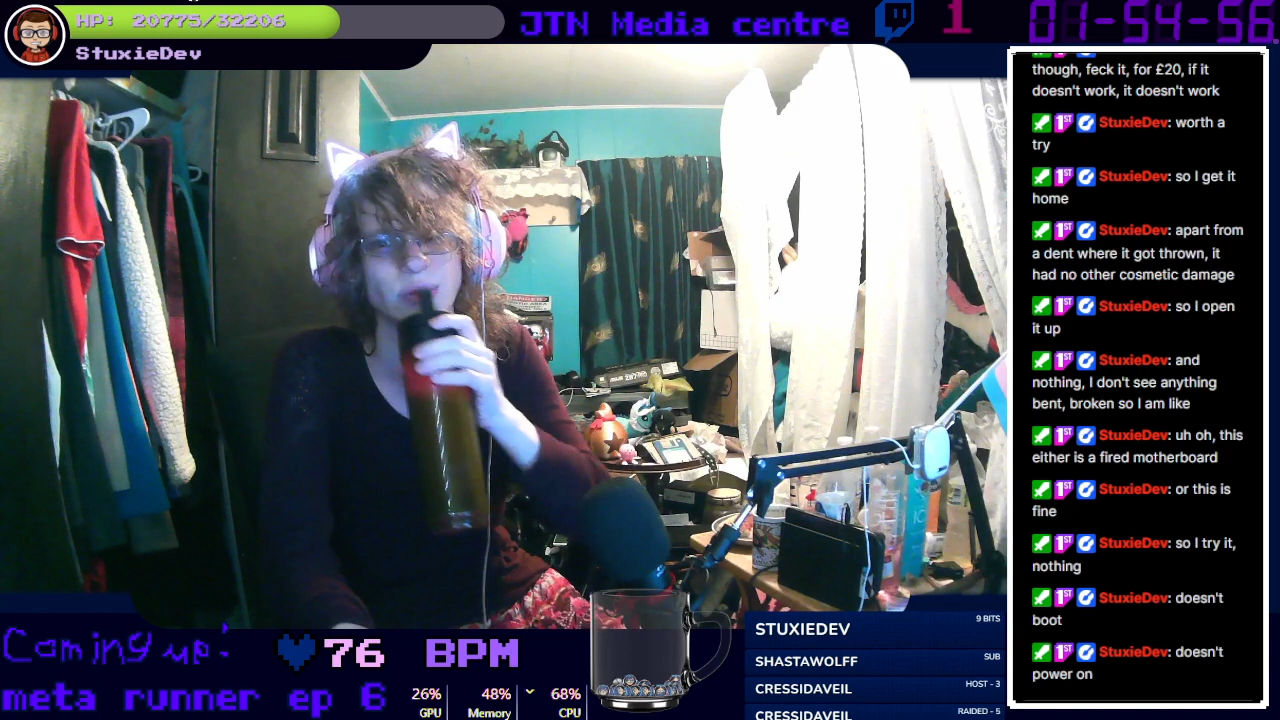 HP: 20775/32206
StuxieDev
JTN Media centre
1
01-54-56
though, feck it, for £20, if it
doesn't work, it doesn't work
StuxieDev: worth a
try
StuxieDev: so I get it
home
StuxieDev: apart from
a dent where it got thrown, it
had no other cosmetic damage
StuxieDev: so I open
it up
StuxieDev: and
nothing, I don't see anything
bent, broken so I am like
StuxieDev: uh oh, this
either is a fired motherboard
StuxieDev: or this is
fine
StuxieDev: so I try it,
nothing
StuxieDev: doesn't
boot
StuxieDev: doesn't
power on
DANGER
Coming up:
meta runner ep 6
76 BPM
26%
GPU
48%
Memory
68%
CPU
STUXIEDEV
9 BITS
SHASTAWOLFF
SUB
CRESSIDAVEIL
HOST - 3
CRESSIDAVEIL
RAIDED - 5